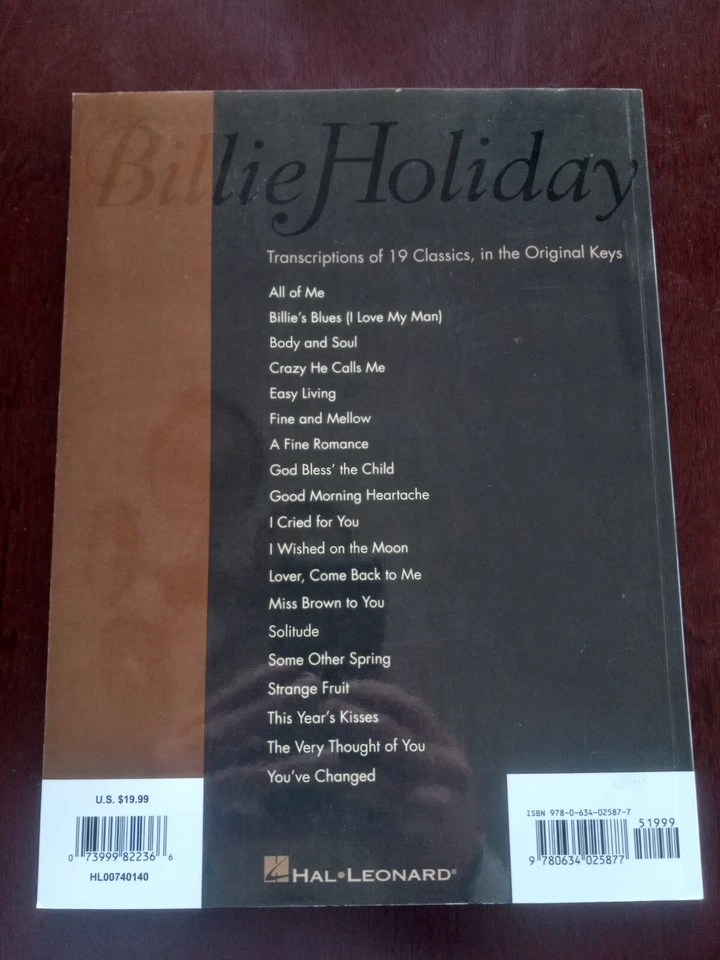 Billie Holiday
Transcriptions of 19 Classics, in the Original Keys
All of Me
Billie's Blues (I Love My Man)
Body and Soul
Crazy He Calls Me
Easy Living
Fine and Mellow
A Fine Romance
God Bless' the Child
Good Morning Heartache
I Cried for You
I Wished on the Moon
Lover, Come Back to Me
Miss Brown to You
Solitude
Some Other Spring
Strange Fruit
This Year's Kisses
The Very Thought of You
You've Changed
U.S. $19.99
0 73999 82236 6
HL00740140
HAL•LEONARD®
ISBN 978-0-634-02587-7
51999
9 780634 025877